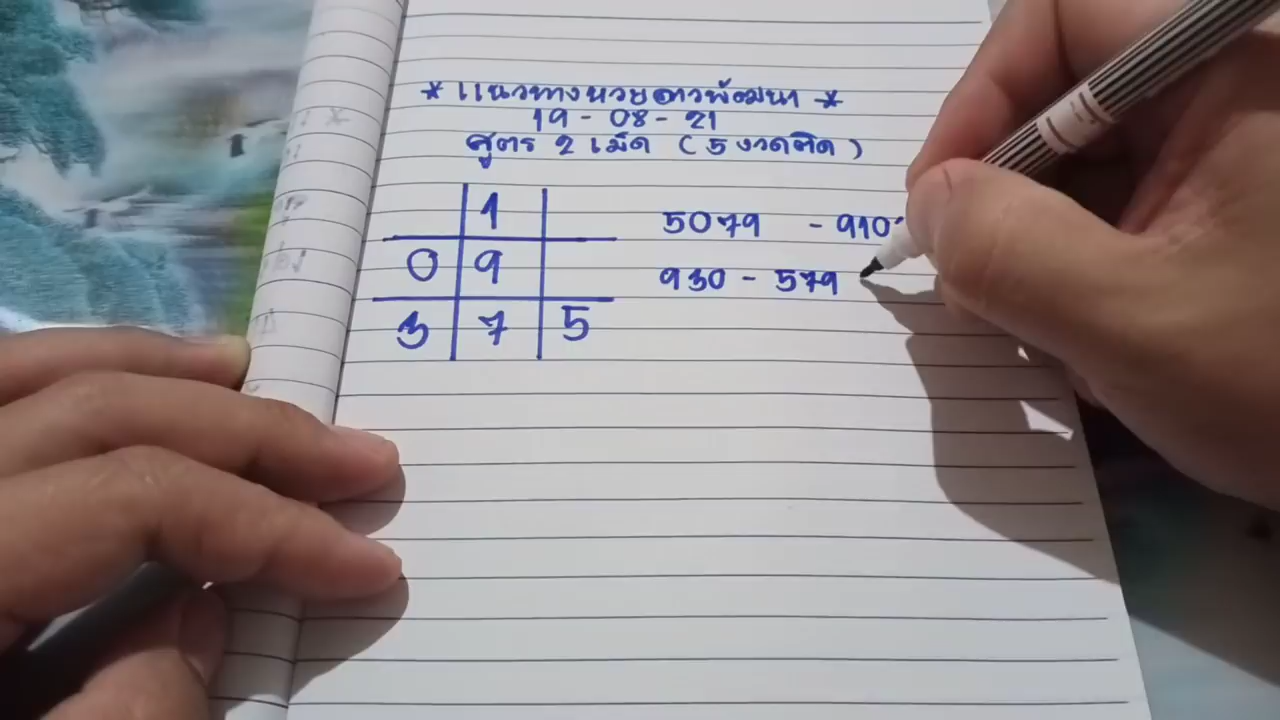 * แนวทางหวยลาวพัฒนา *
19 - 08 - 21
สูตร 2 เม็ด ( 5 งวดติด )
1
0 9
3 7 5
5079 - 910
930 - 579